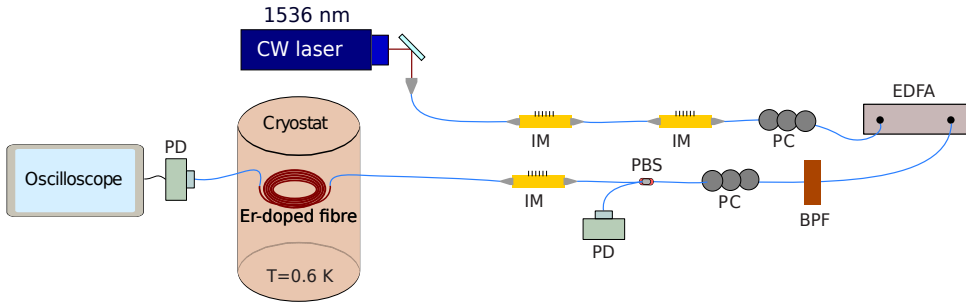 1536 nm
CW laser
EDFA
Cryostat
IM
IM
PC
PD
Oscilloscope
PBS
Er-doped fibre
IM
PC
BPF
PD
T=0.6 K